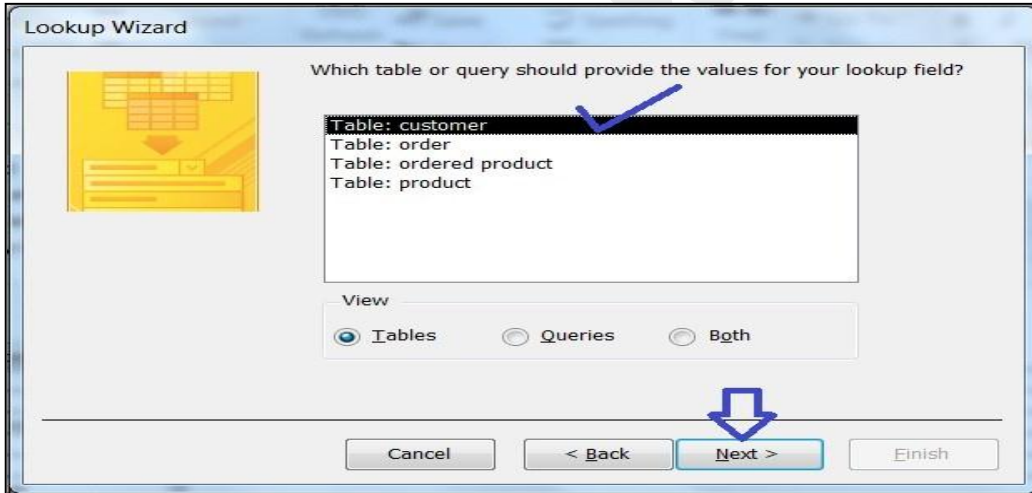 Lookup Wizard
Which table or query should provide the values for your lookup field?
Table: customer
Table: order
Table: ordered product
Table: product
View
Tables Queries Both
Cancel < Back Next > Finish